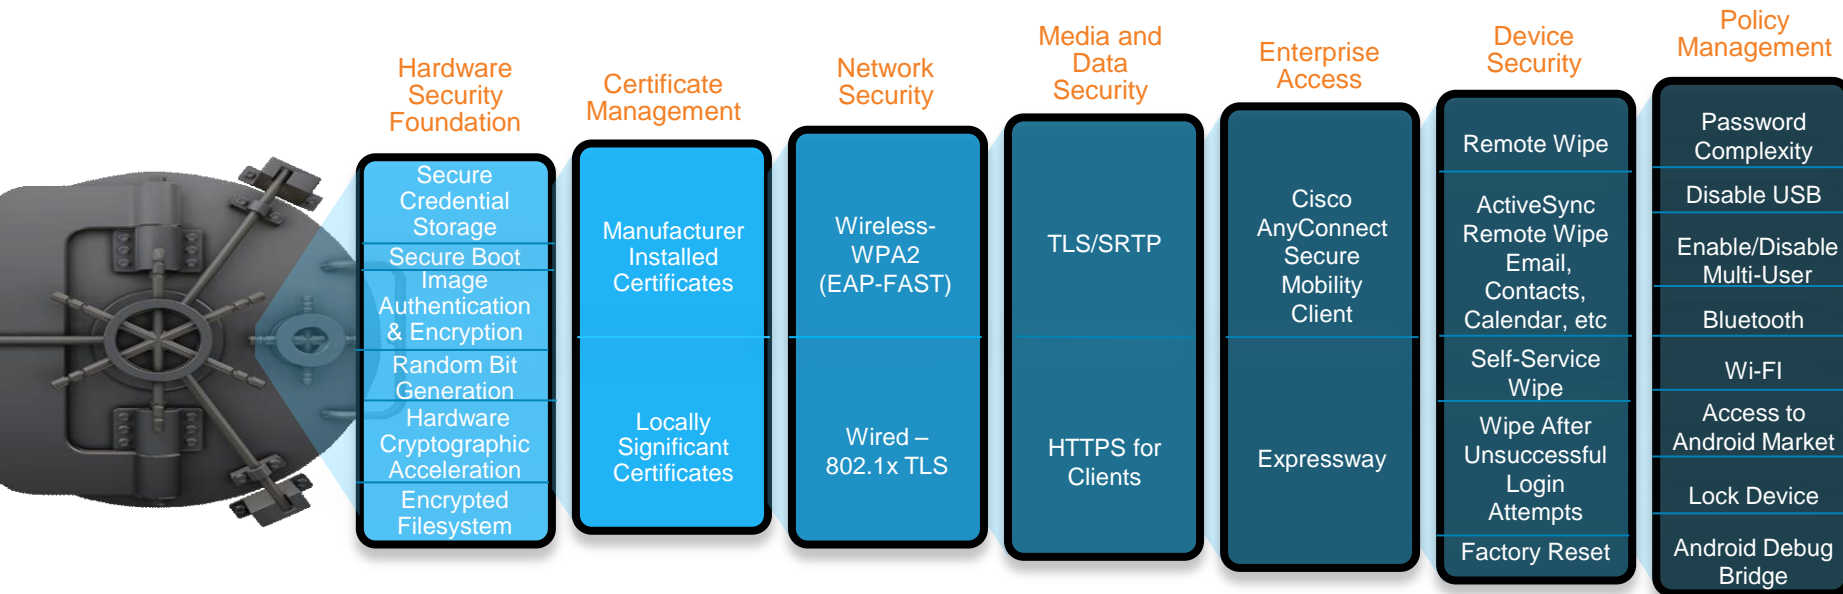 Hardware
Security
Foundation
Secure
Credential
Storage
Secure Boot
Image
Authentication
& Encryption
Random Bit
Generation
Hardware
Cryptographic
Acceleration
Encrypted
Filesystem
Certificate
Management
Manufacturer
Installed
Certificates
Locally
Significant
Certificates
Network
Security
Wireless-
WPA2
(EAP-FAST)
Wired –
802.1x TLS
Media and
Data
Security
TLS/SRTP
HTTPS for
Clients
Enterprise
Access
Cisco
AnyConnect
Secure
Mobility
Client
Expressway
Device
Security
Remote Wipe
ActiveSync
Remote Wipe
Email,
Contacts,
Calendar, etc
Self-Service
Wipe
Wipe After
Unsuccessful
Login
Attempts
Factory Reset
Policy
Management
Password
Complexity
Disable USB
Enable/Disable
Multi-User
Bluetooth
Wi-FI
Access to
Android Market
Lock Device
Android Debug
Bridge